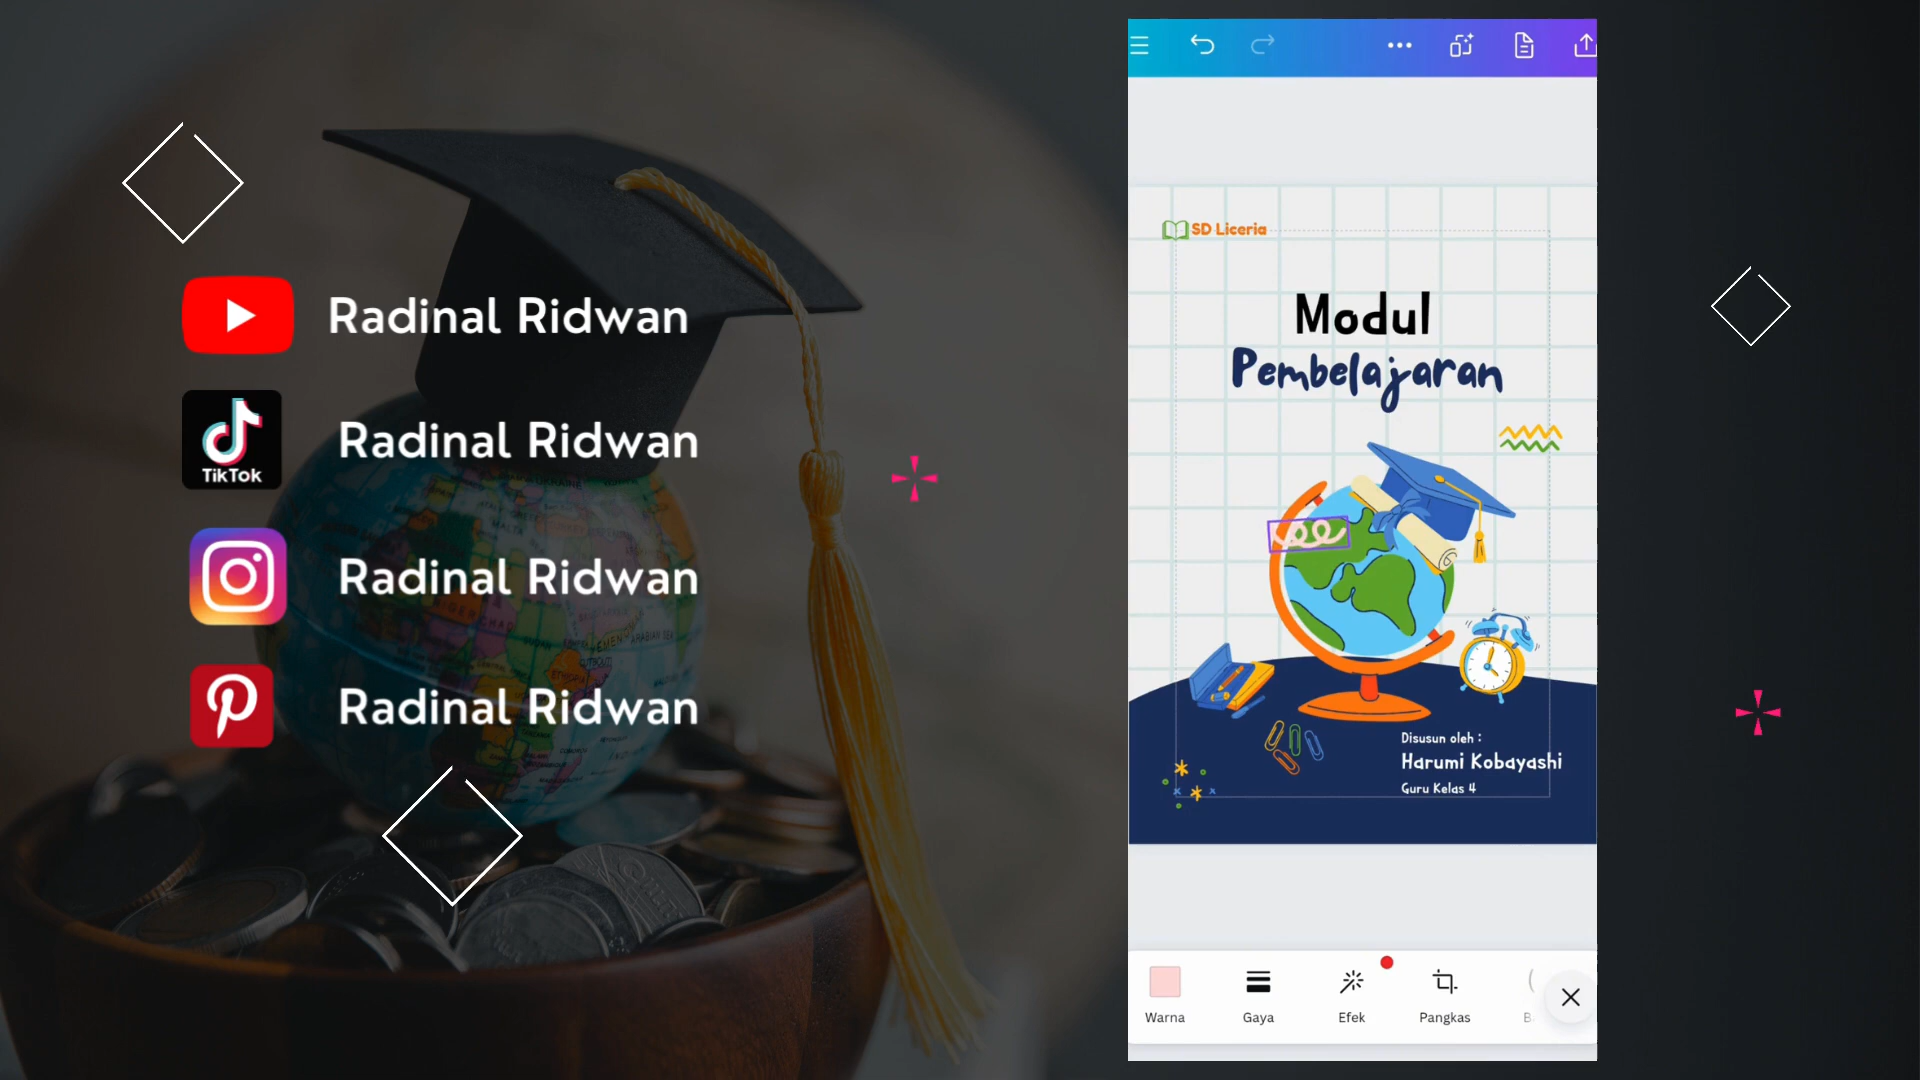 Radinal Ridwan
TikTok
Radinal Ridwan
Radinal Ridwan
Radinal Ridwan
SD Liceria
Modul
Pembelajaran
Disusun oleh :
Harumi Kobayashi
Guru Kelas 4
Warna
Gaya
Efek
Pangkas